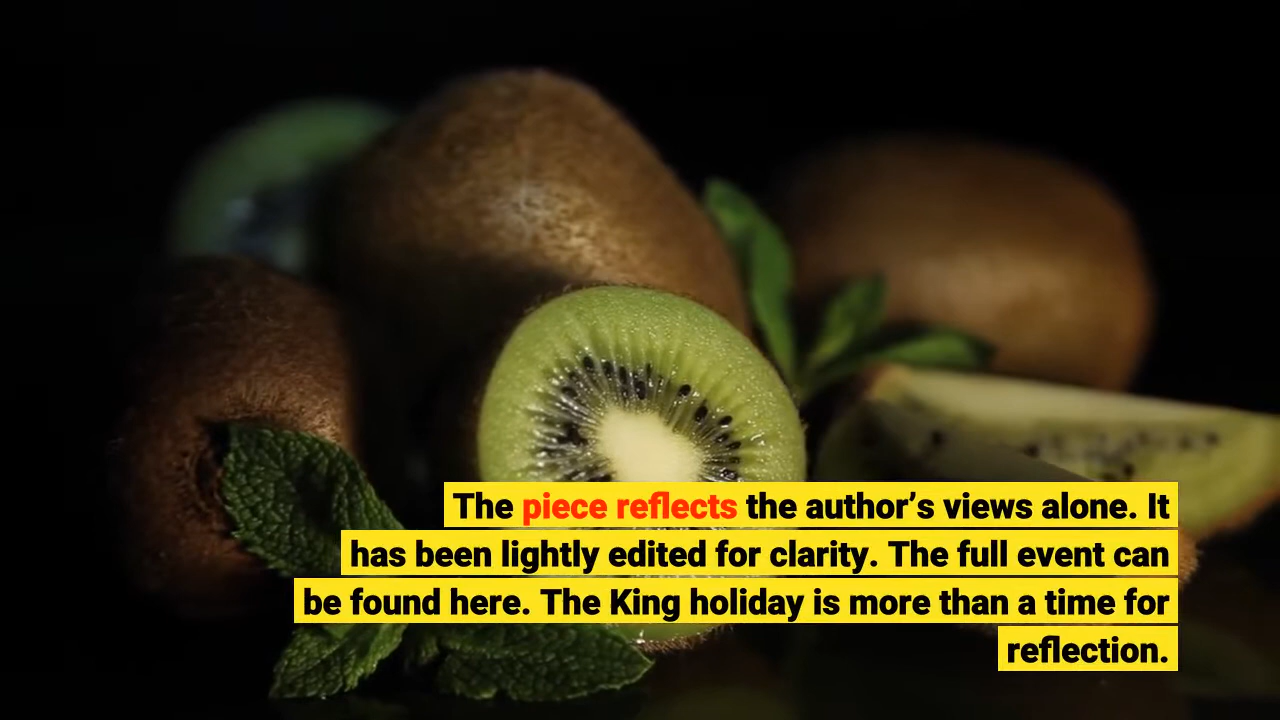 The piece reflects the author’s views alone. It
has been lightly edited for clarity. The full event can
be found here. The King holiday is more than a time for
reflection.